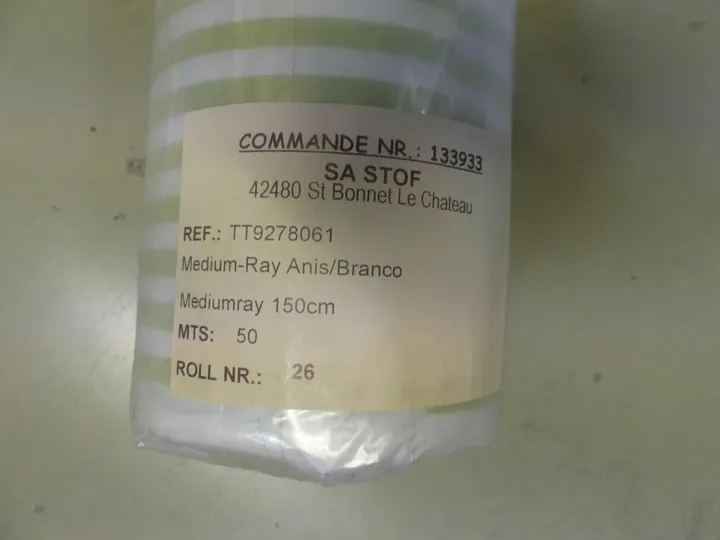 COMMANDE NR.: 133933
SA STOF
42480 St Bonnet Le Chateau
REF.: TT9278061
Medium-Ray Anis/Branco
Mediumray 150cm
MTS: 50
ROLL NR.: 26